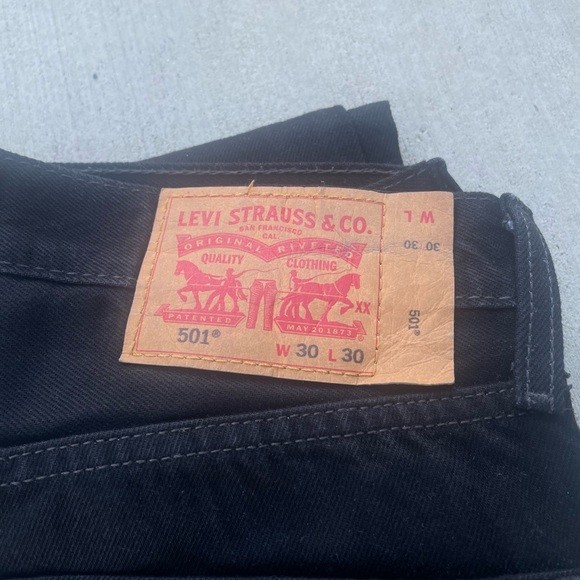 LEVI STRAUSS & CO.
SAN FRANCISCO
CAL
ORIGINAL RIVETED
QUALITY CLOTHING
XX
PATENTED MAY 20 1873
501®
W 30 L 30
W L
30 30
501®